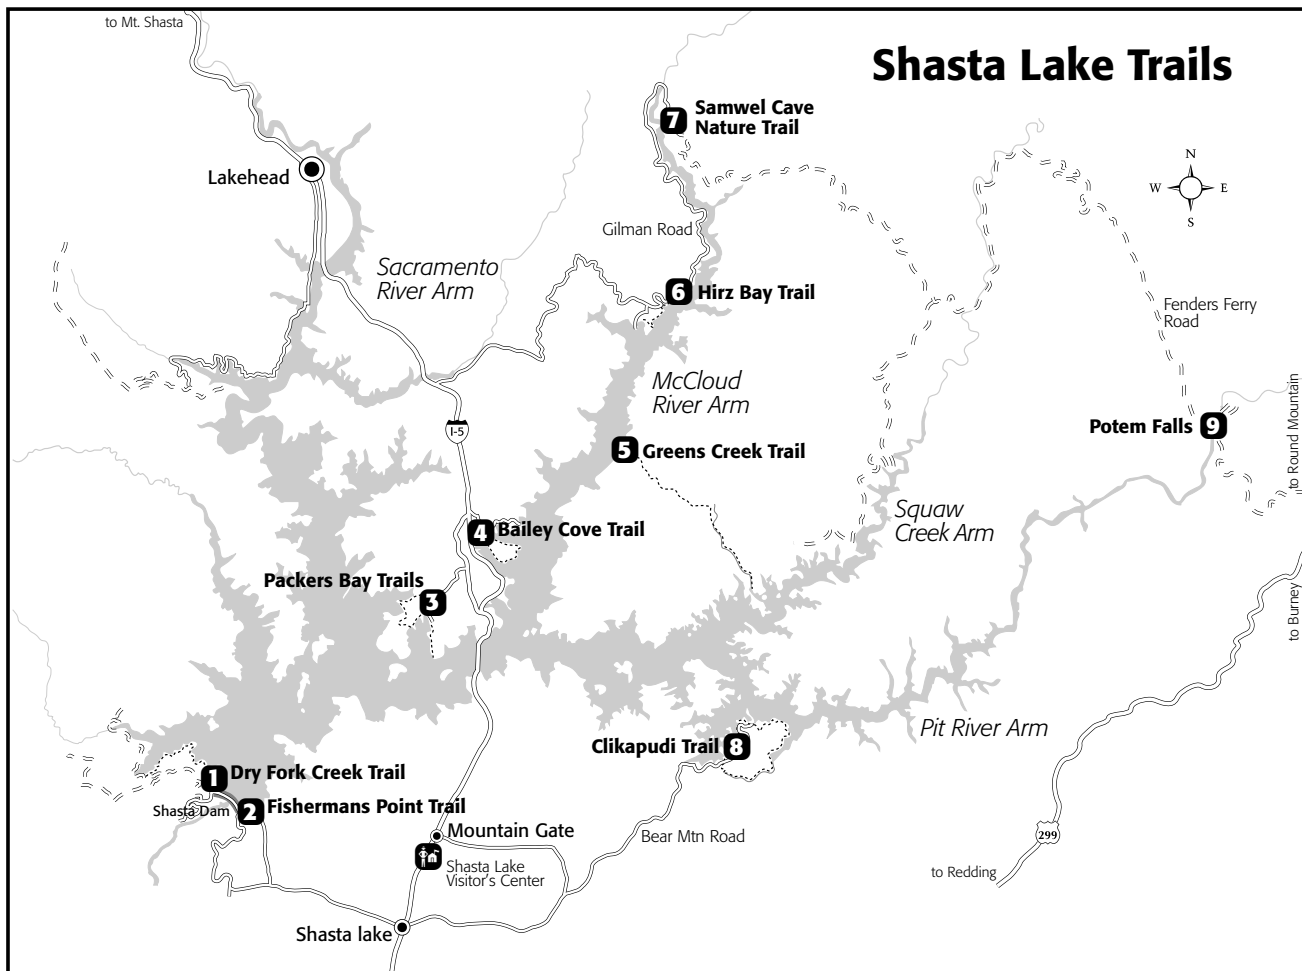 to Mt. Shasta
Shasta Lake Trails
7
Samwel Cave
Nature Trail
Lakehead
N
W
E
S
Gilman Road
Sacramento
River Arm
6
Hirz Bay Trail
Fenders Ferry
Road
McCloud
River Arm
I-5
Potem Falls
9
to Round Mountain
5
Greens Creek Trail
Squaw
Creek Arm
4
Bailey Cove Trail
Packers Bay Trails
3
to Burney
Pit River Arm
Clikapudi Trail
8
1
Dry Fork Creek Trail
Shasta Dam
2
Fishermans Point Trail
Mountain Gate
Bear Mtn Road
299
Shasta Lake
Visitor's Center
to Redding
Shasta lake